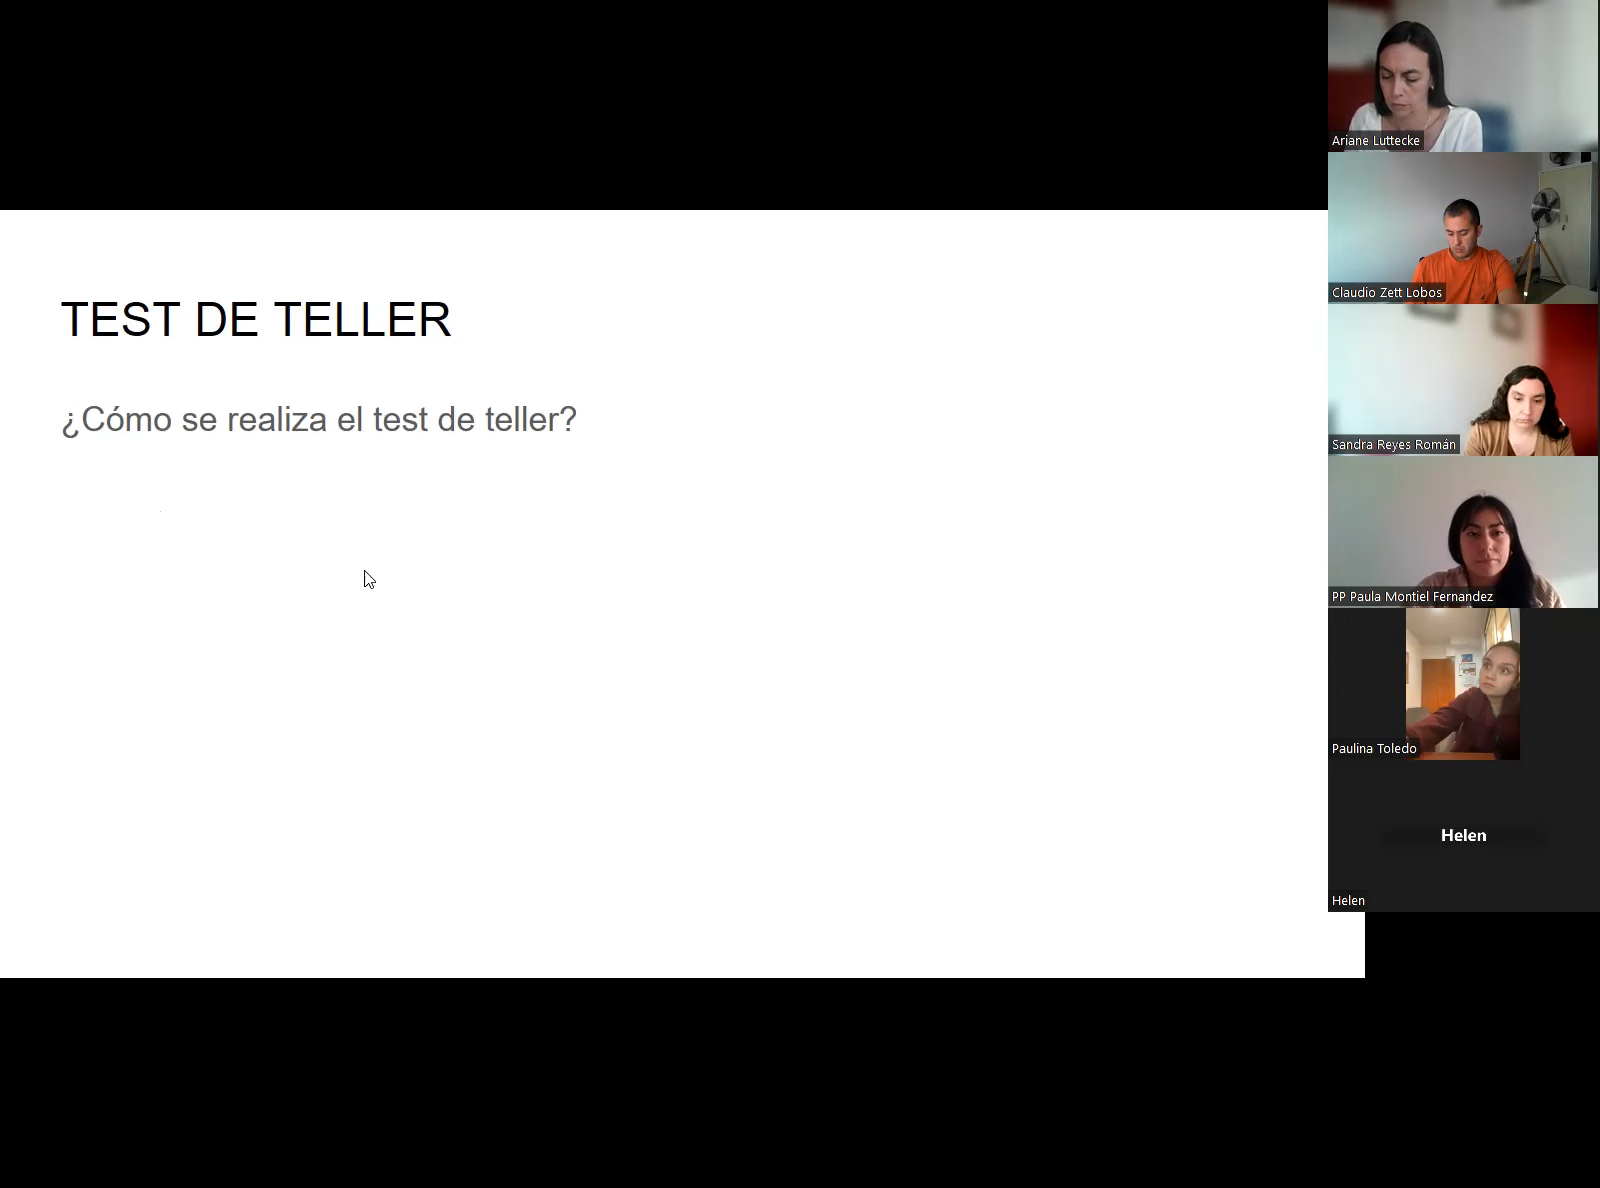 TEST DE TELLER
¿Cómo se realiza el test de teller?
Ariane Luttecke
Claudio Zett Lobos
Sandra Reyes Román
PP Paula Montiel Fernandez
Paulina Toledo
Helen
Helen